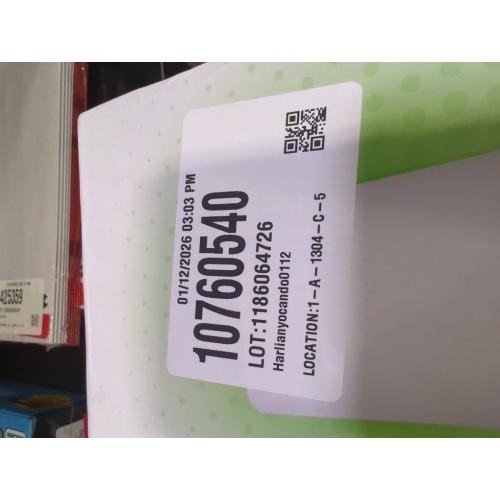 01/12/2026 03:03 PM
10760540
LOT:1186064726
Harlianyocando0112
LOCATION:1-A-1304-C-5
425359